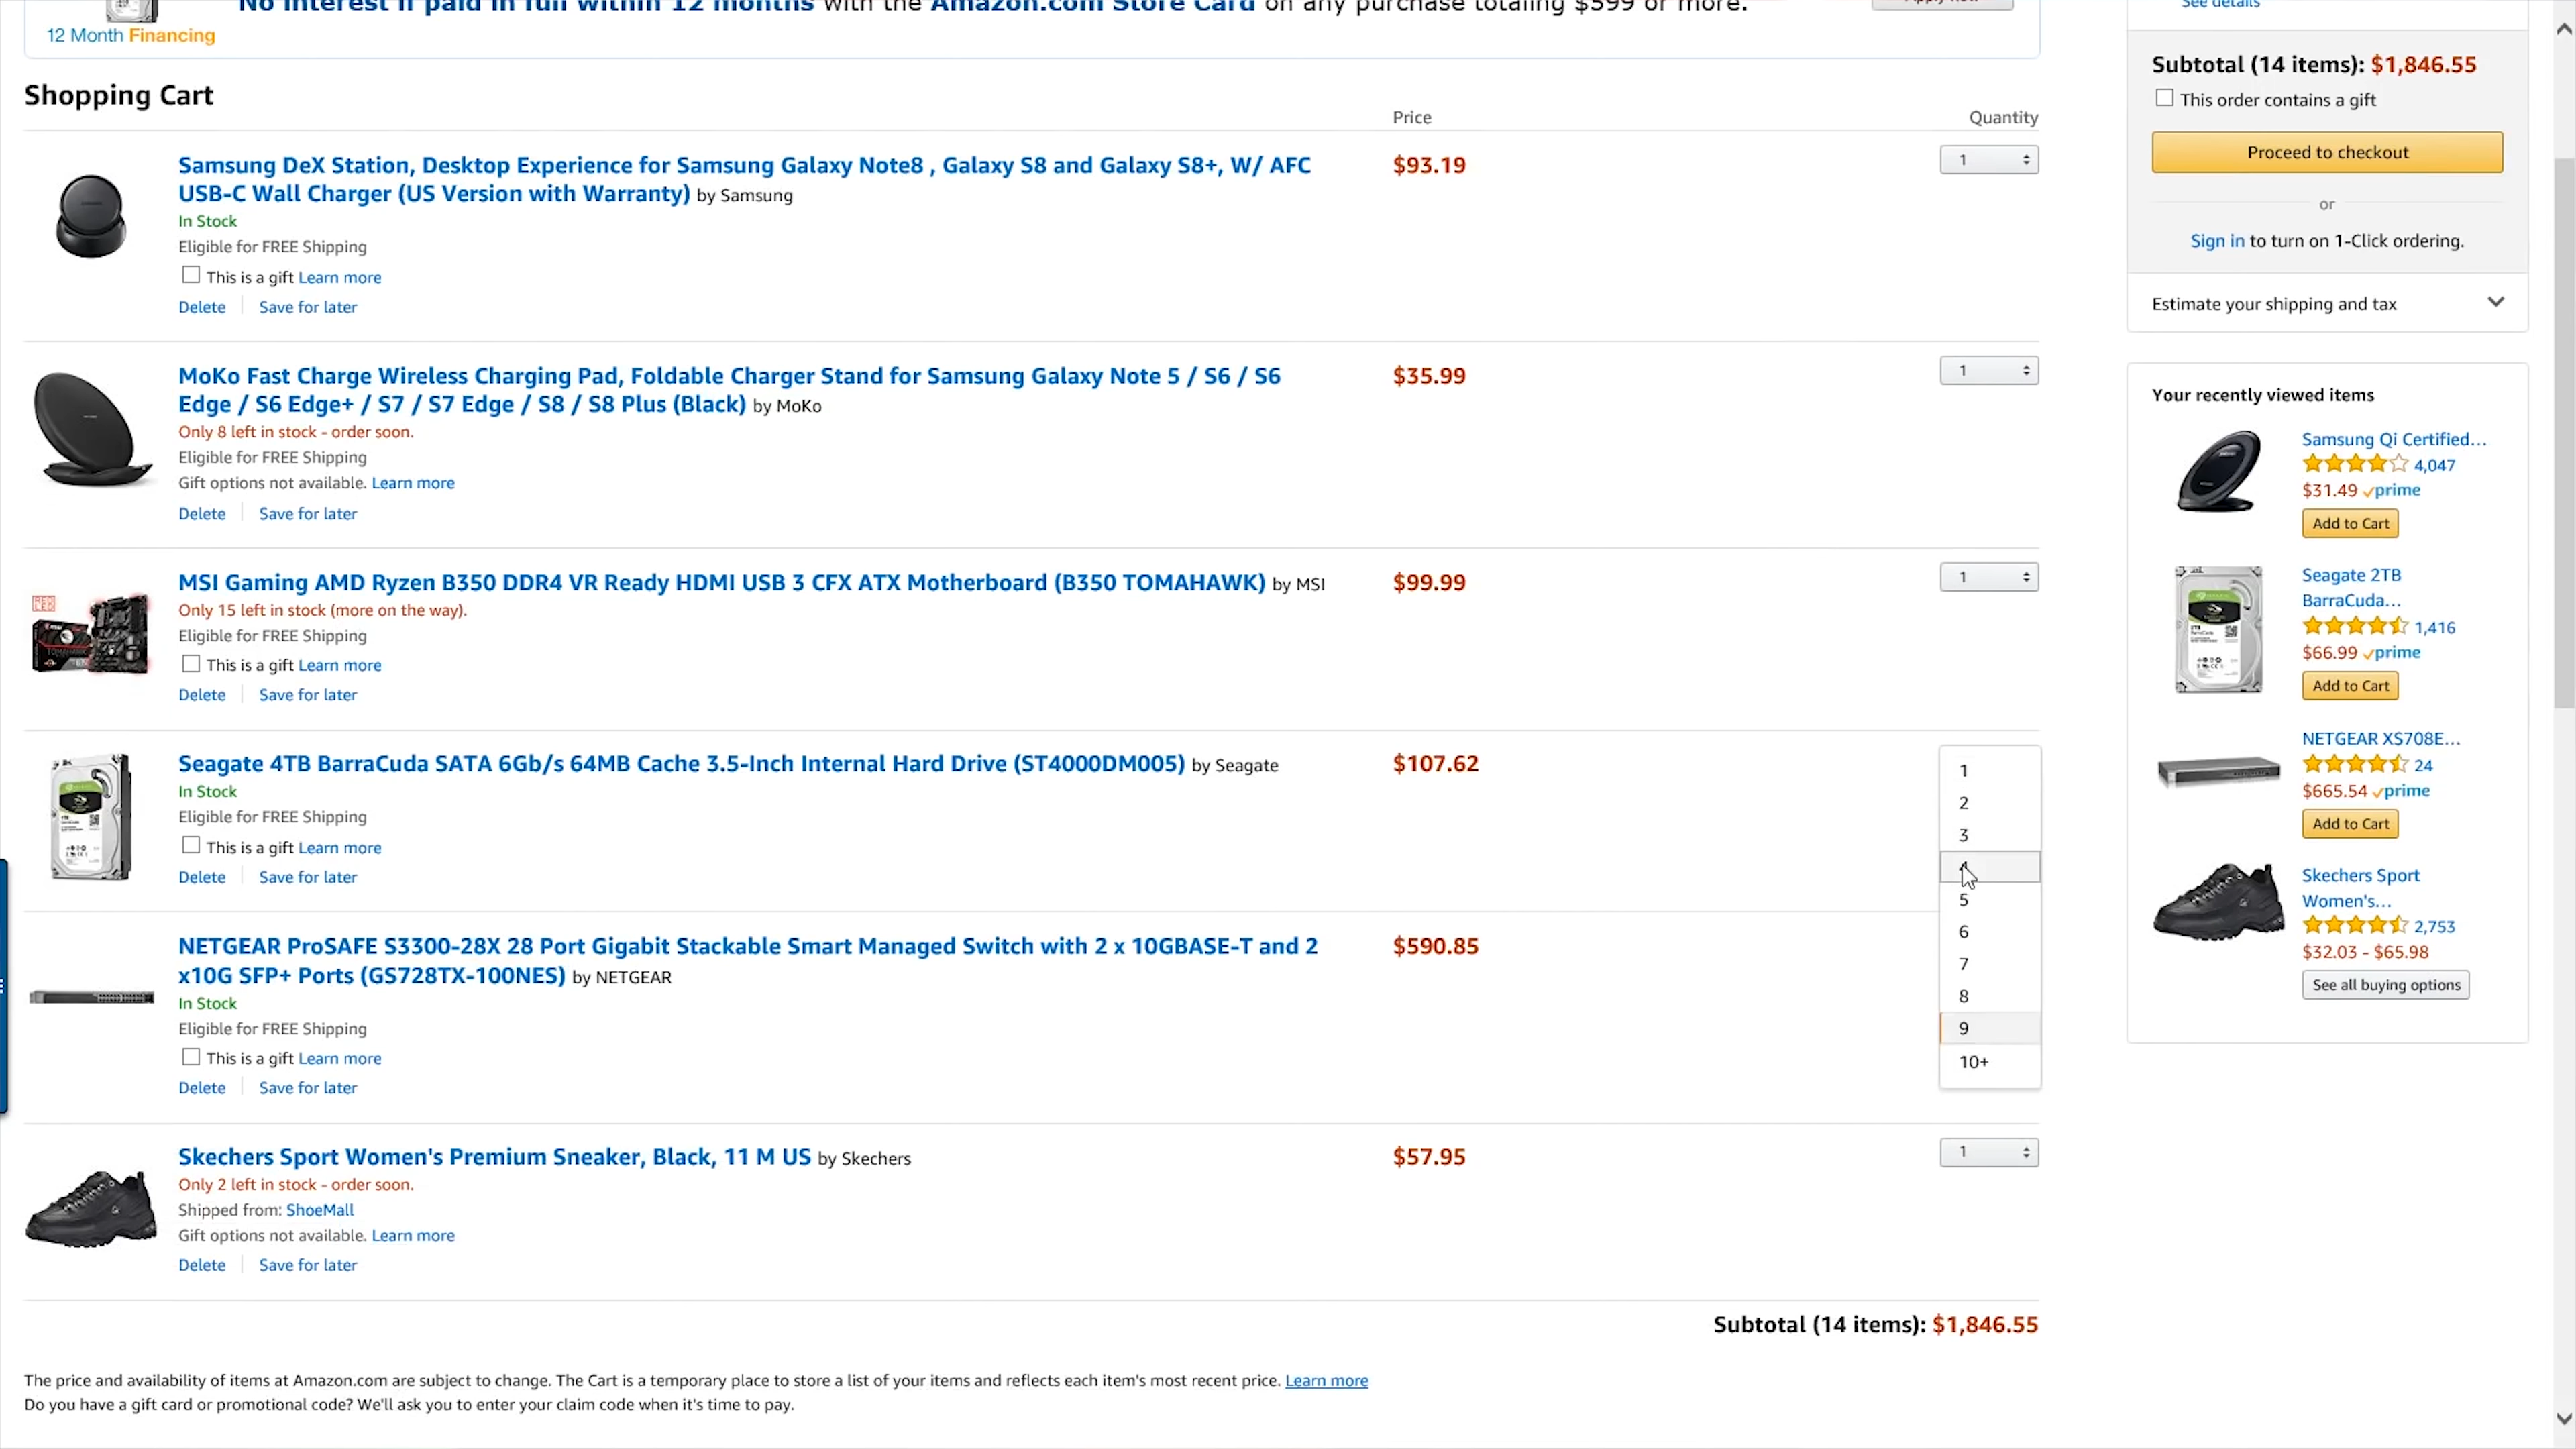 No interest if paid in full within 12 months with the Amazon.com Store Card on any purchase totaling $599 or more.
Apply now
12 Month Financing
Shopping Cart
Price
Quantity
Samsung DeX Station, Desktop Experience for Samsung Galaxy Note8 , Galaxy S8 and Galaxy S8+, W/ AFC
USB-C Wall Charger (US Version with Warranty) by Samsung
$93.19
1
In Stock
Eligible for FREE Shipping
This is a gift Learn more
Delete
Save for later
MoKo Fast Charge Wireless Charging Pad, Foldable Charger Stand for Samsung Galaxy Note 5 / S6 / S6
Edge / S6 Edge+ / S7 / S7 Edge / S8 / S8 Plus (Black) by MoKo
$35.99
1
Only 8 left in stock - order soon.
Eligible for FREE Shipping
Gift options not available. Learn more
Delete
Save for later
MSI Gaming AMD Ryzen B350 DDR4 VR Ready HDMI USB 3 CFX ATX Motherboard (B350 TOMAHAWK) by MSI
$99.99
1
Only 15 left in stock (more on the way).
Eligible for FREE Shipping
This is a gift Learn more
Delete
Save for later
Seagate 4TB BarraCuda SATA 6Gb/s 64MB Cache 3.5-Inch Internal Hard Drive (ST4000DM005) by Seagate
$107.62
In Stock
Eligible for FREE Shipping
This is a gift Learn more
Delete
Save for later
1
2
3
4
5
6
7
8
9
10+
NETGEAR ProSAFE S3300-28X 28 Port Gigabit Stackable Smart Managed Switch with 2 x 10GBASE-T and 2
x10G SFP+ Ports (GS728TX-100NES) by NETGEAR
$590.85
In Stock
Eligible for FREE Shipping
This is a gift Learn more
Delete
Save for later
Skechers Sport Women's Premium Sneaker, Black, 11 M US by Skechers
$57.95
1
Only 2 left in stock - order soon.
Shipped from: ShoeMall
Gift options not available. Learn more
Delete
Save for later
Subtotal (14 items): $1,846.55
The price and availability of items at Amazon.com are subject to change. The Cart is a temporary place to store a list of your items and reflects each item's most recent price. Learn more
Do you have a gift card or promotional code? We'll ask you to enter your claim code when it's time to pay.
See details
Subtotal (14 items): $1,846.55
This order contains a gift
Proceed to checkout
or
Sign in to turn on 1-Click ordering.
Estimate your shipping and tax
Your recently viewed items
Samsung Qi Certified...
4,047
$31.49 prime
Add to Cart
Seagate 2TB
BarraCuda...
1,416
$66.99 prime
Add to Cart
NETGEAR XS708E...
24
$665.54 prime
Add to Cart
Skechers Sport
Women's...
2,753
$32.03 - $65.98
See all buying options